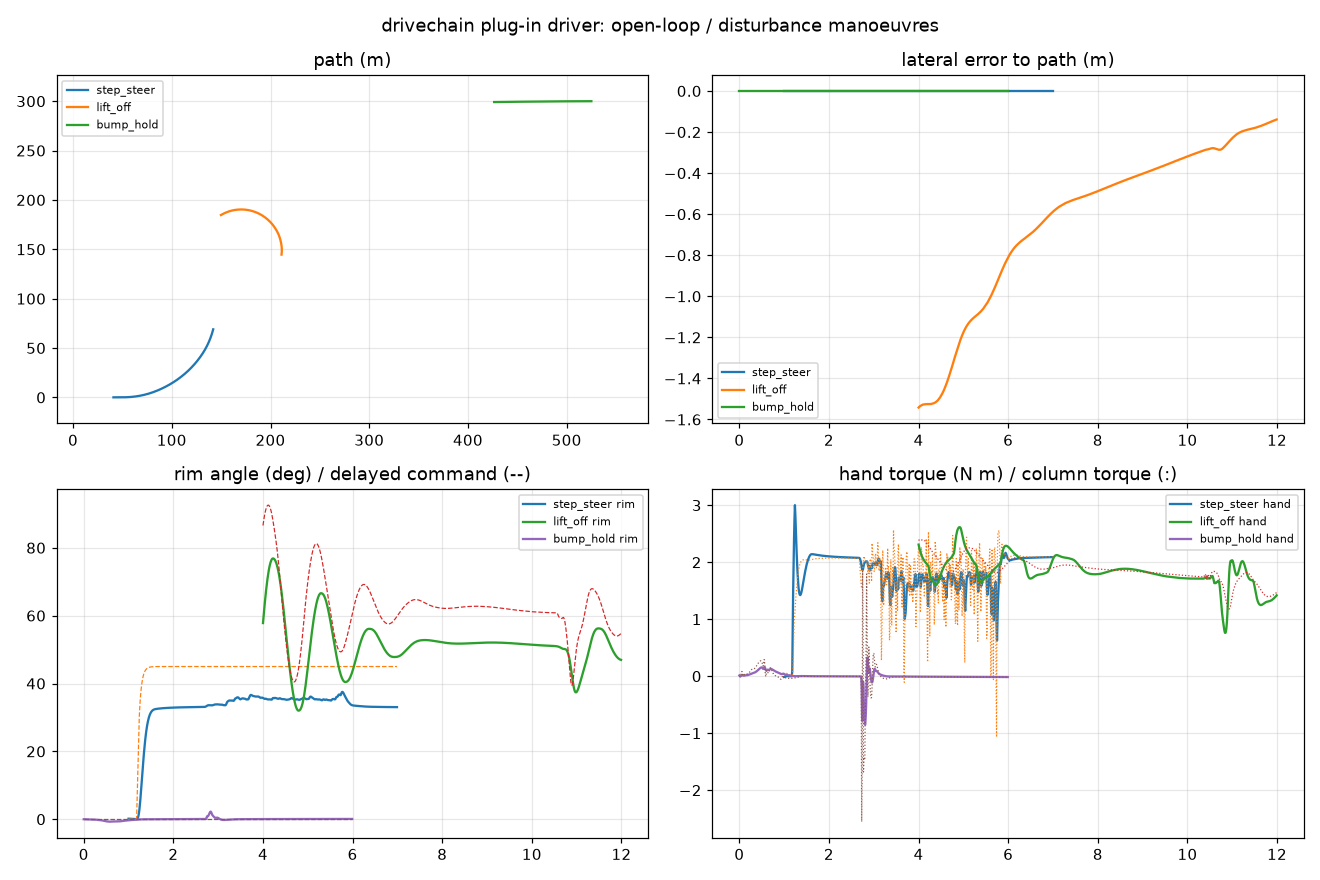 drivechain plug-in driver: open-loop / disturbance manoeuvres
path (m)
step_steer
lift_off
bump_hold
300
250
200
150
100
50
0
0 100 200 300 400 500
lateral error to path (m)
0.0
−0.2
−0.4
−0.6
−0.8
−1.0
−1.2
−1.4
−1.6
step_steer
lift_off
bump_hold
0 2 4 6 8 10 12
rim angle (deg) / delayed command (--)
step_steer rim
lift_off rim
bump_hold rim
80
60
40
20
0
0 2 4 6 8 10 12
hand torque (N m) / column torque (:)
step_steer hand
lift_off hand
bump_hold hand
3
2
1
0
−1
−2
0 2 4 6 8 10 12